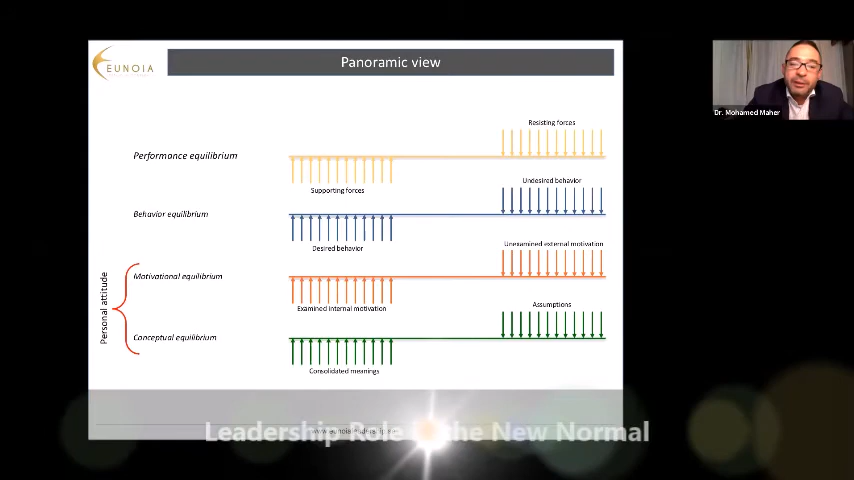 EUNOIA
Panoramic view
Dr. Mohamed Maher
Resisting forces
Performance equilibrium
Supporting forces
Undesired behavior
Behavior equilibrium
Desired behavior
Unexamined external motivation
Personal attitude
Motivational equilibrium
Examined Internal motivation
Assumptions
Conceptual equilibrium
Consolidated meanings
Leadership Role the New Normal